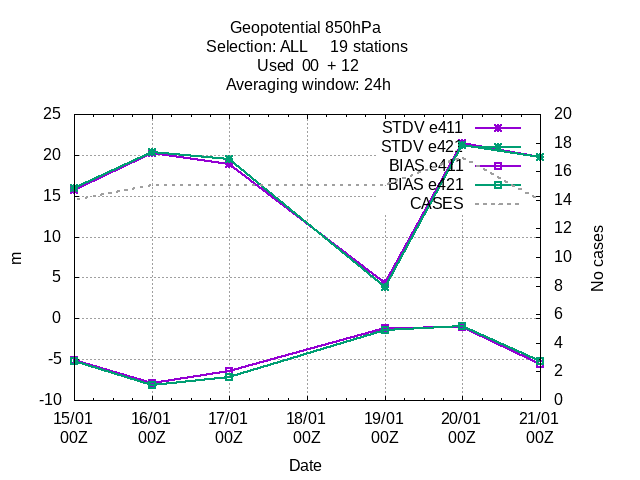 Geopotential 850hPa
Selection: ALL 19 stations
Used 00 + 12
Averaging window: 24h
25
20
15
10
5
0
-5
-10
m
20
18
16
14
12
10
8
6
4
2
0
No cases
STDV e411
STDV e421
BIAS e411
BIAS e421
CASES
15/01 16/01 17/01 18/01 19/01 20/01 21/01
00Z 00Z 00Z 00Z 00Z 00Z 00Z
Date